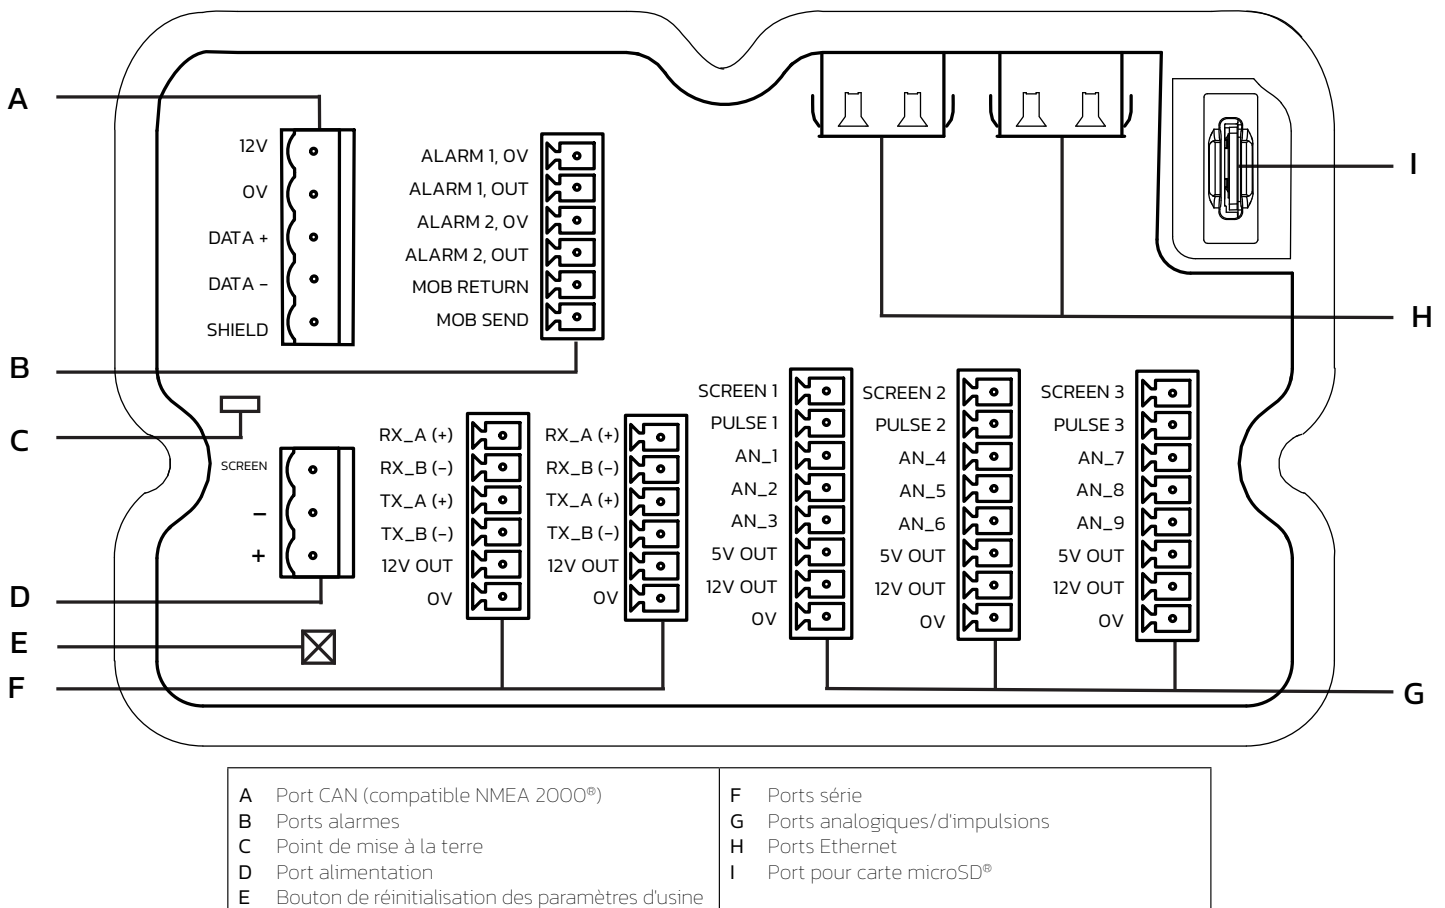 A
12V
0V
DATA +
DATA -
SHIELD
ALARM 1, 0V
ALARM 1, OUT
ALARM 2, 0V
ALARM 2, OUT
MOB RETURN
MOB SEND
I
H
B
C
SCREEN
–
+
D
E
F
RX_A (+)
RX_B (-)
TX_A (+)
TX_B (-)
12V OUT
0V
RX_A (+)
RX_B (-)
TX_A (+)
TX_B (-)
12V OUT
0V
SCREEN 1
PULSE 1
AN_1
AN_2
AN_3
5V OUT
12V OUT
0V
SCREEN 2
PULSE 2
AN_4
AN_5
AN_6
5V OUT
12V OUT
0V
SCREEN 3
PULSE 3
AN_7
AN_8
AN_9
5V OUT
12V OUT
0V
G
A Port CAN (compatible NMEA 2000®)
B Ports alarmes
C Point de mise à la terre
D Port alimentation
E Bouton de réinitialisation des paramètres d'usine
F Ports série
G Ports analogiques/d'impulsions
H Ports Ethernet
I Port pour carte microSD®